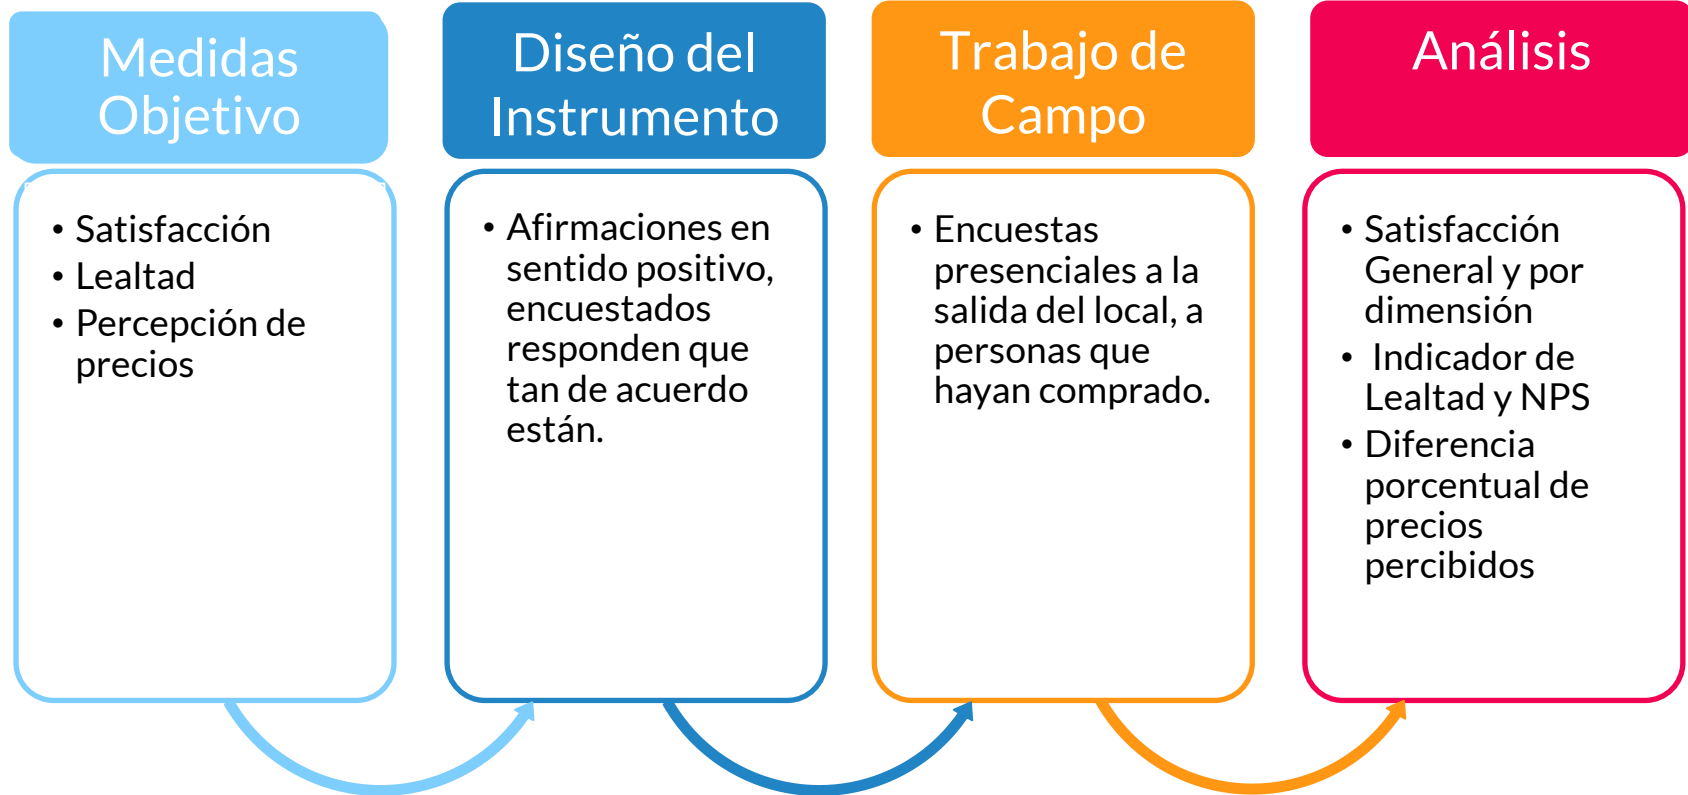 Medidas
Objetivo
• Satisfacción
• Lealtad
• Percepción de
precios
Diseño del
Instrumento
• Afirmaciones en
sentido positivo,
encuestados
responden que
tan de acuerdo
están.
Trabajo de
Campo
• Encuestas
presenciales a la
salida del local, a
personas que
hayan comprado.
Análisis
• Satisfacción
General y por
dimensión
• Indicador de
Lealtad y NPS
• Diferencia
porcentual de
precios
percibidos